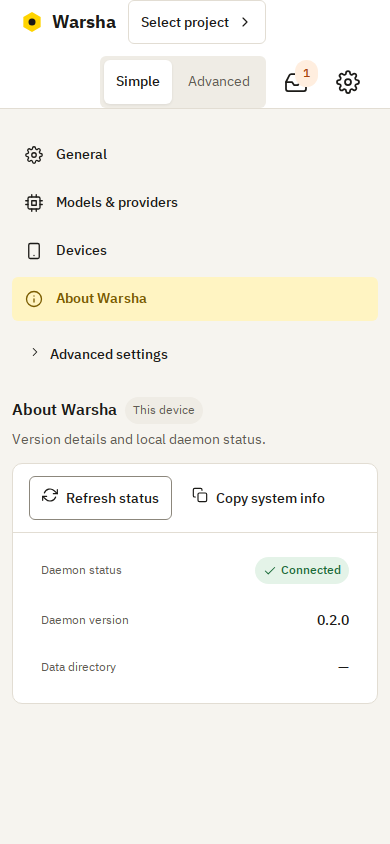 Warsha
Select project
Simple
Advanced
1
General
Models & providers
Devices
About Warsha
Advanced settings
About Warsha
This device
Version details and local daemon status.
Refresh status
Copy system info
Daemon status
Connected
Daemon version
0.2.0
Data directory
—